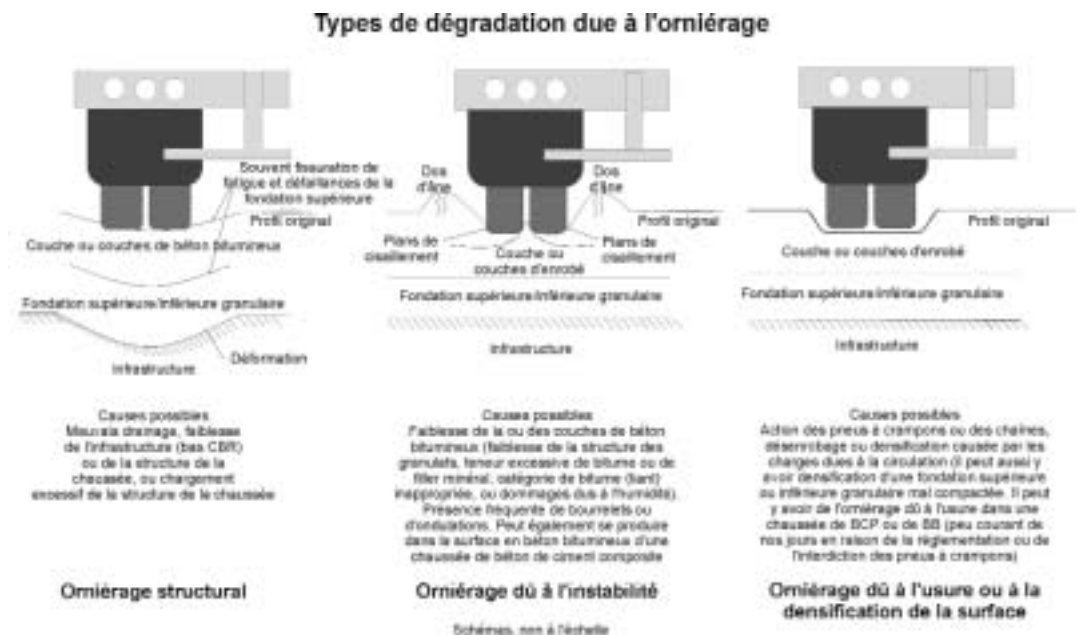 Types de dégradation due à l'orniérage
Souvent fissuration de
fatigue et défaillances de la
fondation supérieure
Profil original
Couche ou couches de béton bitumineux
Fondation supérieure/inférieure granulaire
Déformation
Infrastructure
Causes possibles
Mauvais drainage, faiblesse
de l'infrastructure (bas CBR)
ou de la structure de la
chaussée, ou chargement
excessif de la structure de la chaussée
Orniérage structural
Dos
d'âne
Dos
d'âne
Profil original
Plans de
cisaillement
Couche ou
couches d'enrobé
Plans de
cisaillement
Fondation supérieure/inférieure granulaire
Infrastructure
Causes possibles
Faiblesse de la ou des couches de béton
bitumineux (faiblesse de la structure des
granulats, teneur excessive de bitume ou de
filler minéral, catégorie de bitume (liant)
inappropriée, ou dommages dus à l'humidité).
Présence fréquente de bourrelets ou
d'ondulations. Peut également se produire
dans la surface en béton bitumineux d'une
chaussée de béton de ciment composite
Orniérage dû à l'instabilité
Schémas, non à l'échelle
Profil original
Couche ou couches d'enrobé
Fondation supérieure/inférieure granulaire
Infrastructure
Causes possibles
Action des pneus à crampons ou des chaînes,
désenrobage ou densification causée par les
charges dues à la circulation (il peut aussi y
avoir densification d'une fondation supérieure
ou inférieure granulaire mal compactée. Il peut
y avoir de l'orniérage dû à l'usure dans une
chaussée de BCP ou de BB (peu courant de
nos jours en raison de la réglementation ou de
l'interdiction des pneus à crampons)
Orniérage dû à l'usure ou à la
densification de la surface